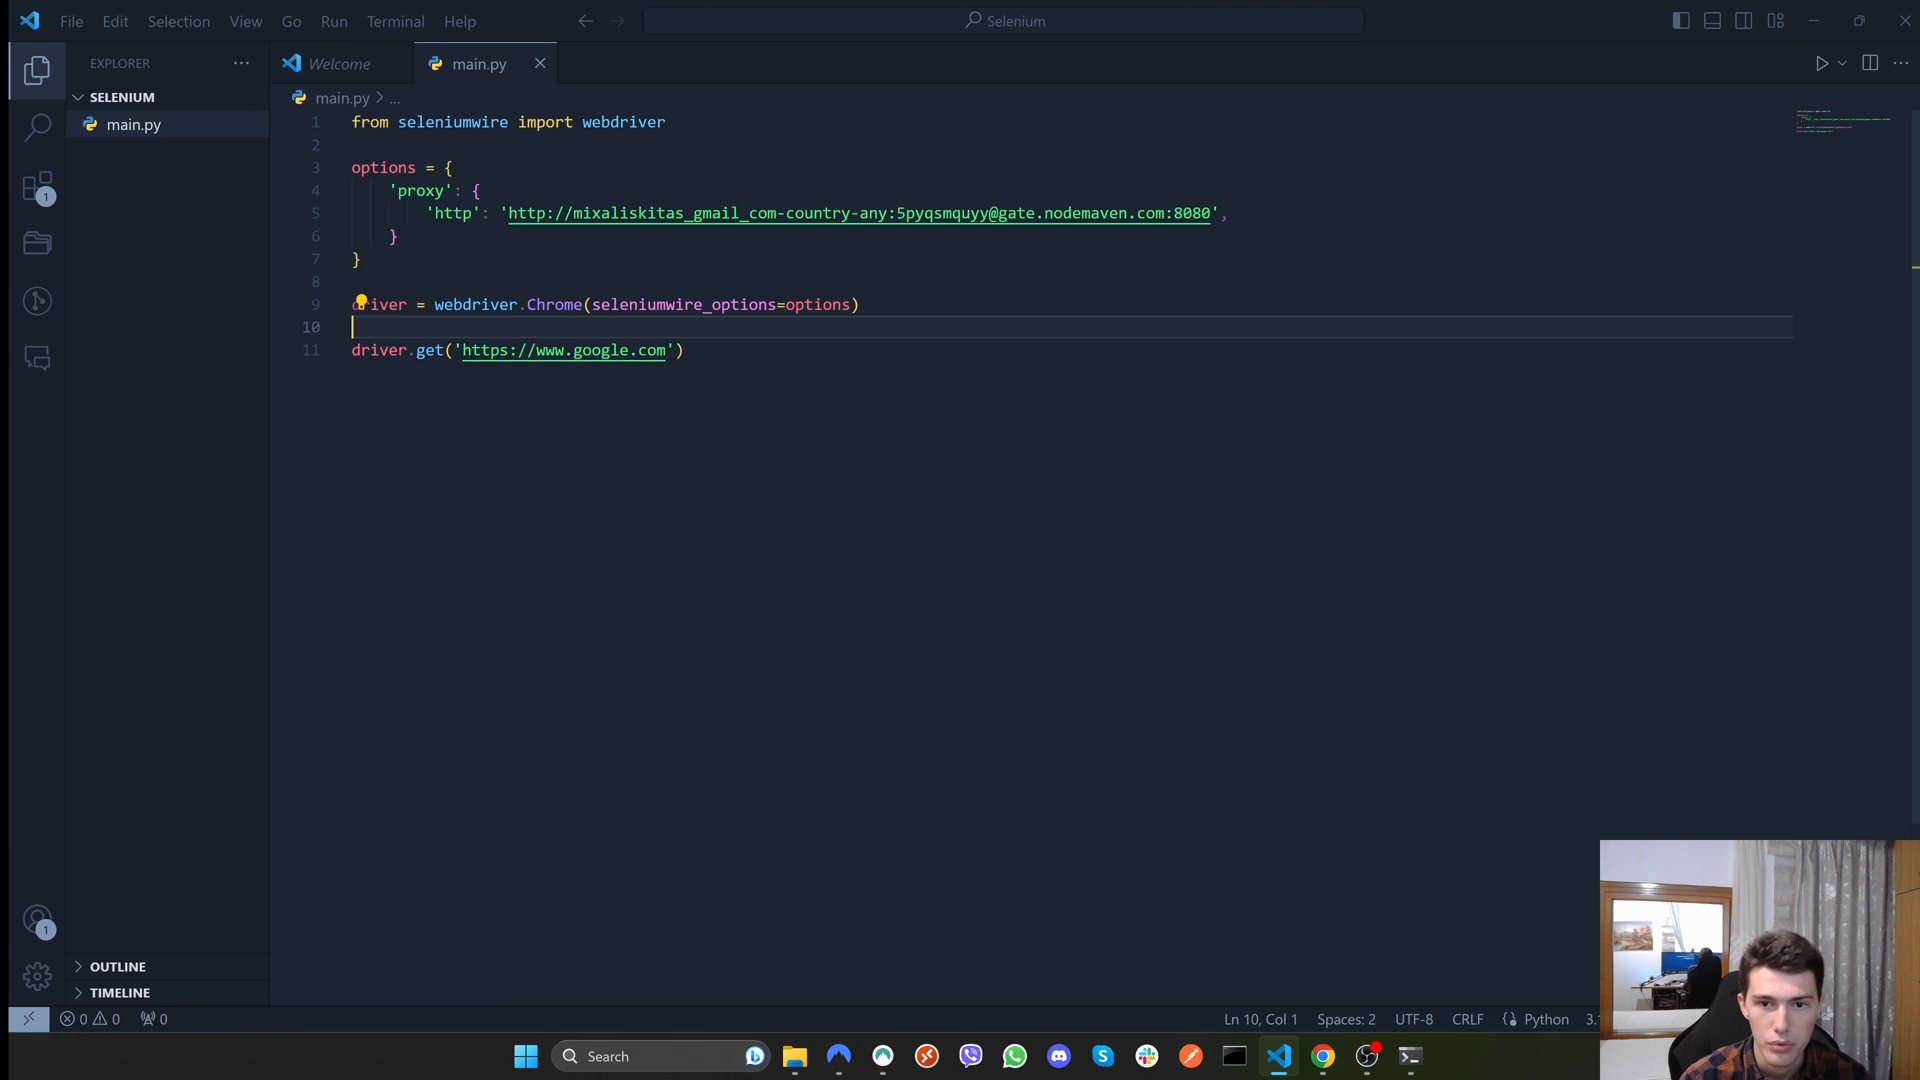 File Edit Selection View Go Run Terminal Help
Selenium
EXPLORER
Welcome
main.py
SELENIUM
main.py
main.py > ...
1 from seleniumwire import webdriver
2
3 options = {
4 'proxy': {
5 'http': 'http://mixaliskitas_gmail_com-country-any:5pyqsmquyy@gate.nodemaven.com:8080',
6 }
7 }
8
9 driver = webdriver.Chrome(seleniumwire_options=options)
10
11 driver.get('https://www.google.com')
1
1
OUTLINE
TIMELINE
0 0 0
Ln 10, Col 1 Spaces: 2 UTF-8 CRLF {} Python
Search